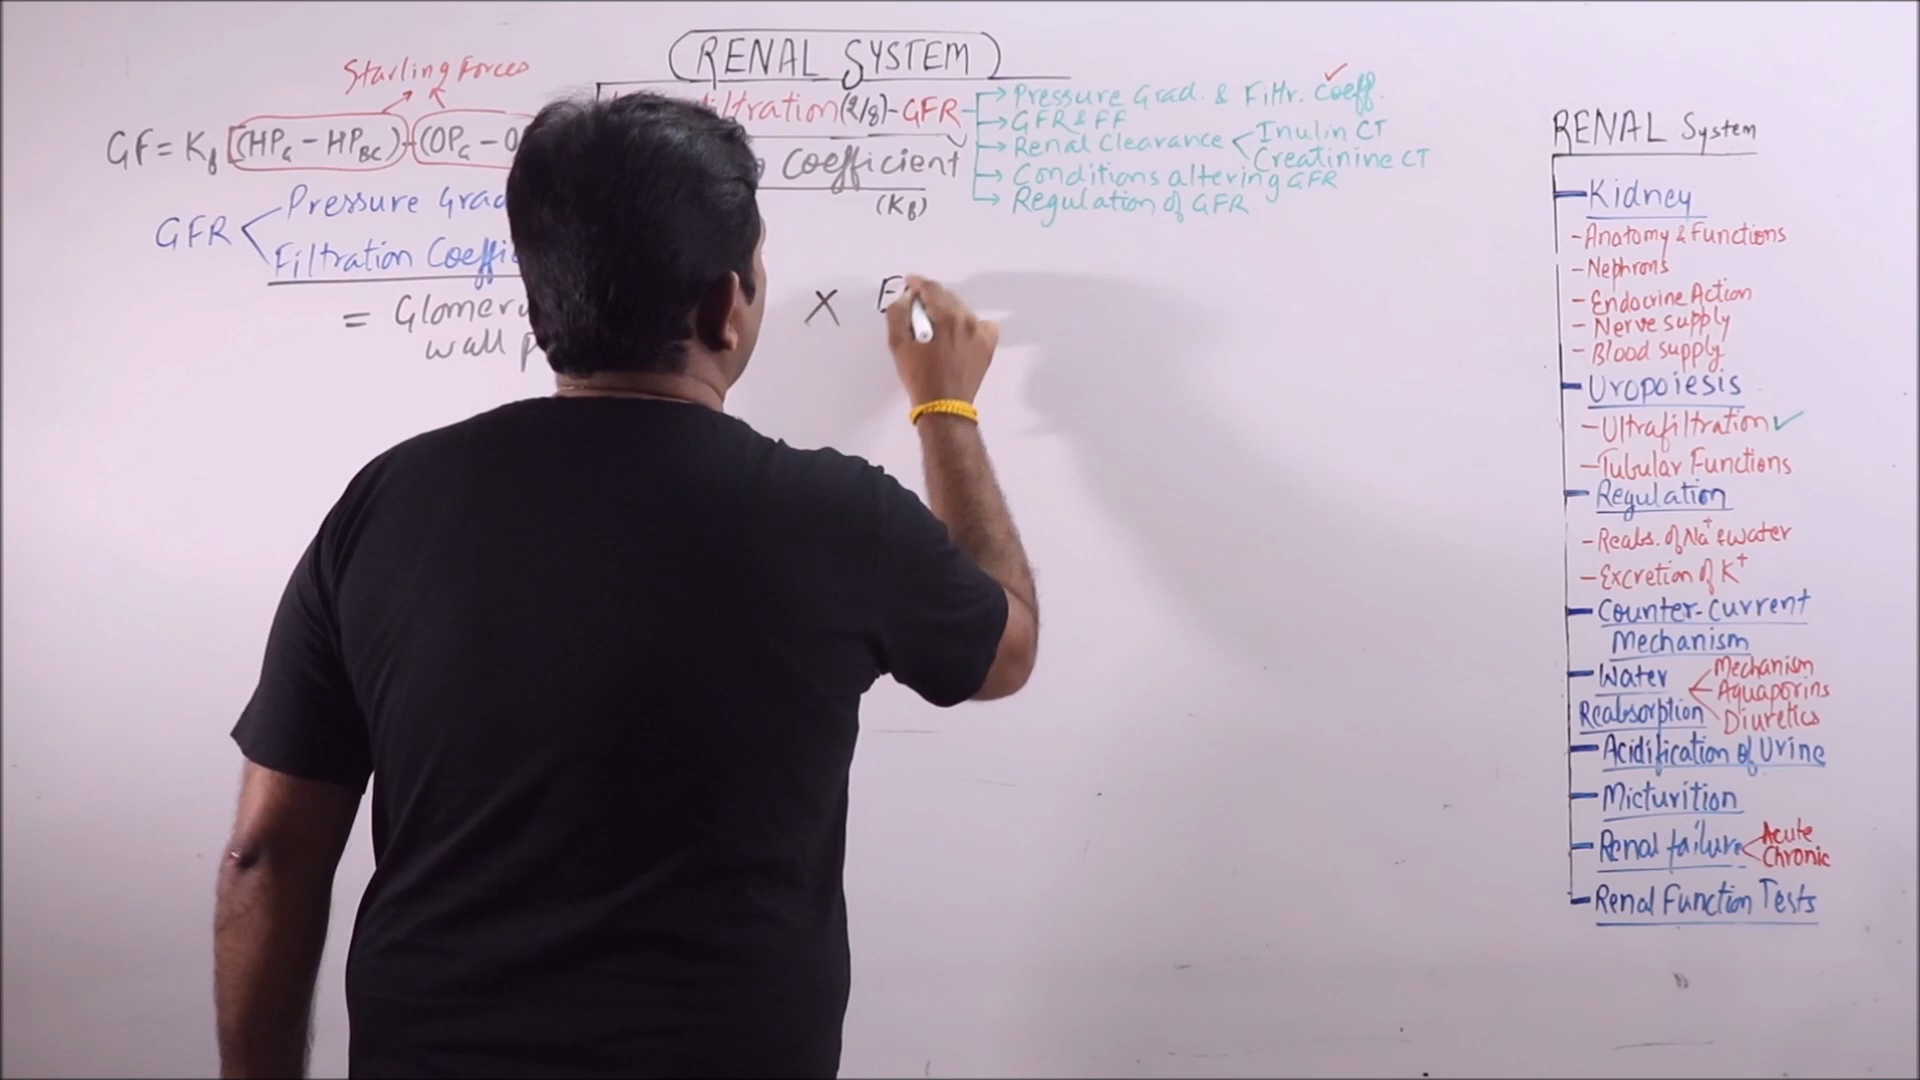 RENAL SYSTEM
Starling Forces
GF = Kf [(HPG - HPBC) - (OPG - O
ltration (2/8) - GFR
Coefficient
(Kf)
Pressure Grad. & Filtr. Coeff.
GFR & FF
Renal Clearance < Inulin CT
Creatinine CT
Conditions altering GFR
Regulation of GFR
GFR < Pressure Grad
Filtration Coeffic
= Glomeru
wall p
X
RENAL System
Kidney
- Anatomy & Functions
- Nephrons
- Endocrine Action
- Nerve supply
- Blood supply
Uropoiesis
- Ultrafiltration ✓
- Tubular Functions
Regulation
- Reabs. of Na+ & water
- Excretion of K+
Counter-current
Mechanism
Water
Reabsorption
Mechanism
Aquaporins
Diuretics
Acidification of Urine
Micturition
Renal failure < Acute
Chronic
Renal Function Tests